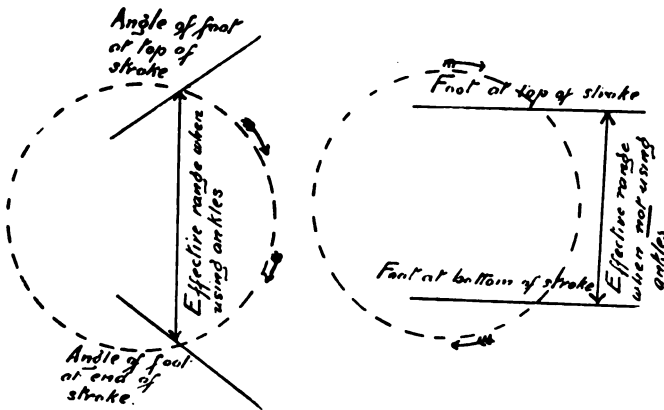 Angle of foot
at top of
stroke
Effective range when
using ankles
Angle of foot
at end of
stroke.
Foot at top of stroke
Foot at bottom of stroke
Effective range
when not using
ankles